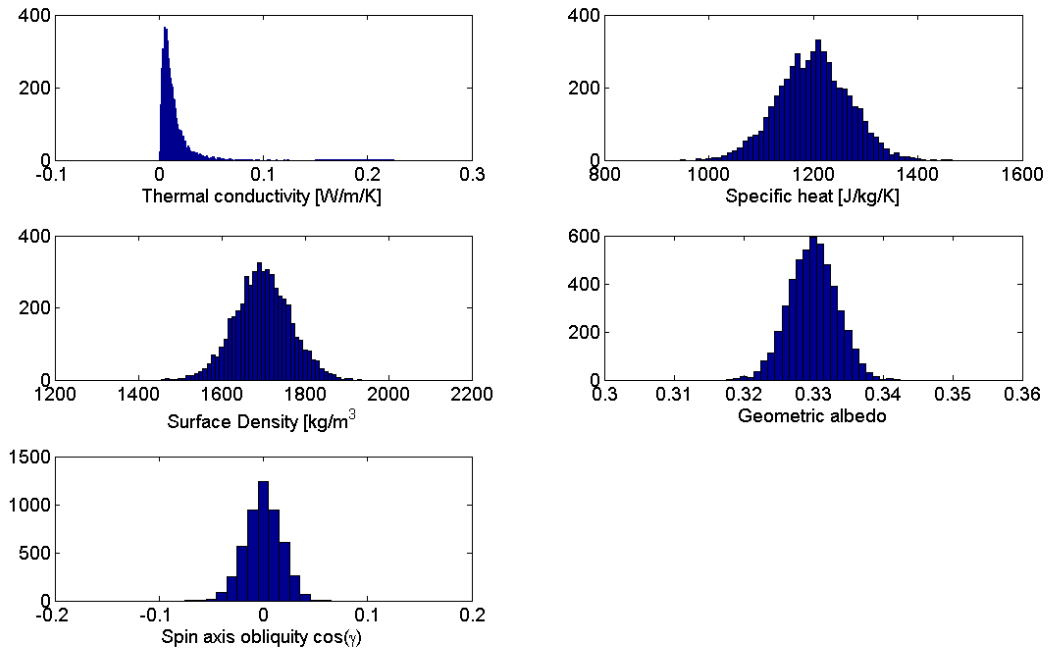 400
200
0
-0.1 0 0.1 0.2 0.3
Thermal conductivity [W/m/K]
400
200
0
800 1000 1200 1400 1600
Specific heat [J/kg/K]
400
200
0
1200 1400 1600 1800 2000 2200
Surface Density [kg/m³
600
400
200
0
0.3 0.31 0.32 0.33 0.34 0.35 0.36
Geometric albedo
1500
1000
500
0
-0.2 -0.1 0 0.1 0.2
Spin axis obliquity cos(γ)